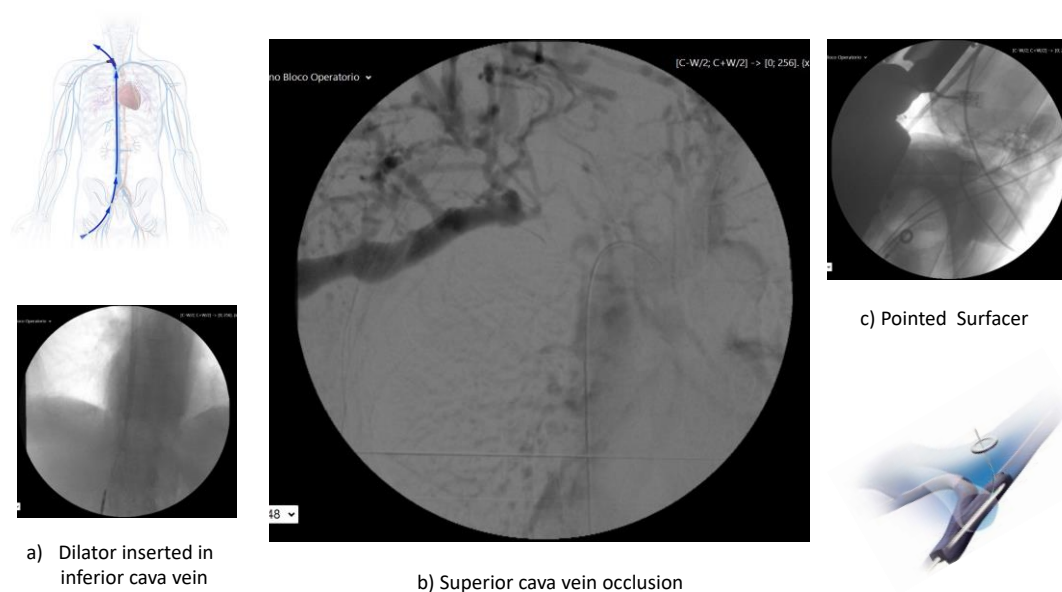 no Bloco Operatorio
[C-W/2; C+W/2] -> [0; 256]. (x
48
b) Superior cava vein occlusion
a) Dilator inserted in
inferior cava vein
c) Pointed Surfacer